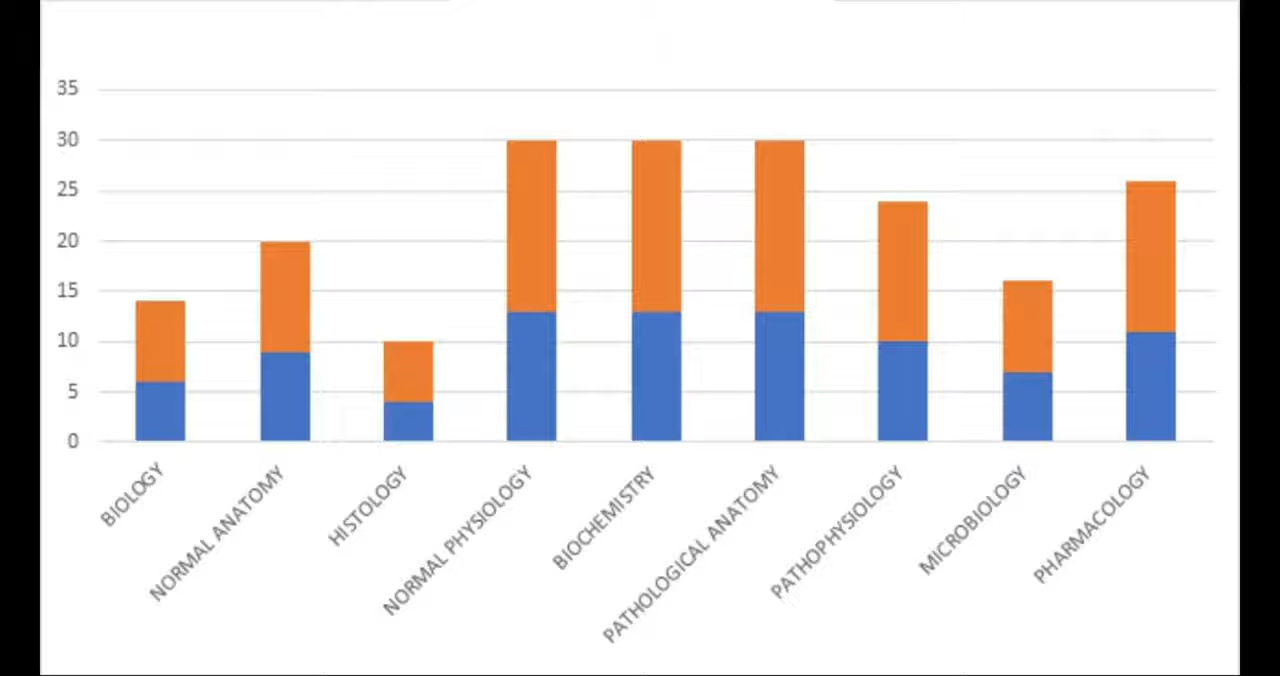 35
30
25
20
15
10
5
0
BIOLOGY
NORMAL ANATOMY
HISTOLOGY
NORMAL PHYSIOLOGY
BIOCHEMISTRY
PATHOLOGICAL ANATOMY
PATHOPHYSIOLOGY
MICROBIOLOGY
PHARMACOLOGY